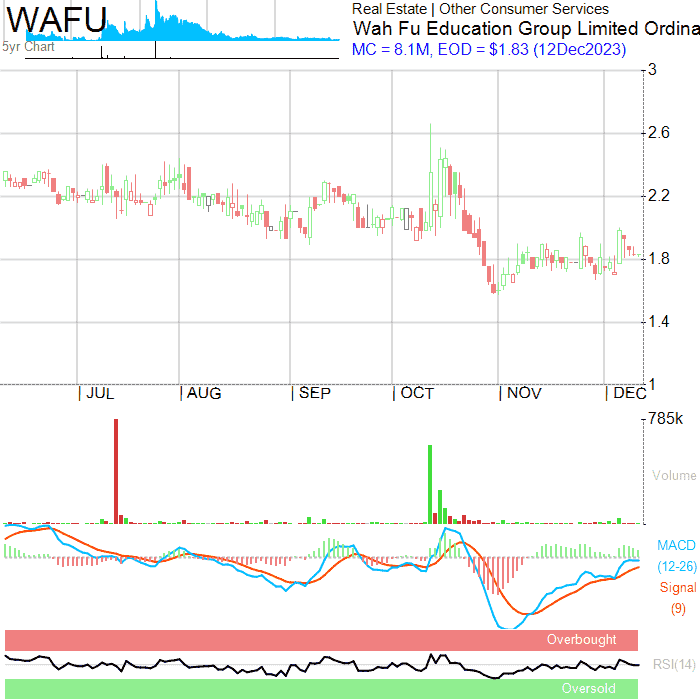 WAFU
5yr Chart
Real Estate | Other Consumer Services
Wah Fu Education Group Limited Ordina
MC = 8.1M, EOD = $1.83 (12Dec2023)
3
2.6
2.2
1.8
1.4
1
| JUL | AUG | SEP | OCT | NOV | DEC
785k
Volume
MACD
(12-26)
Signal
(9)
Overbought
RSI(14)
Oversold